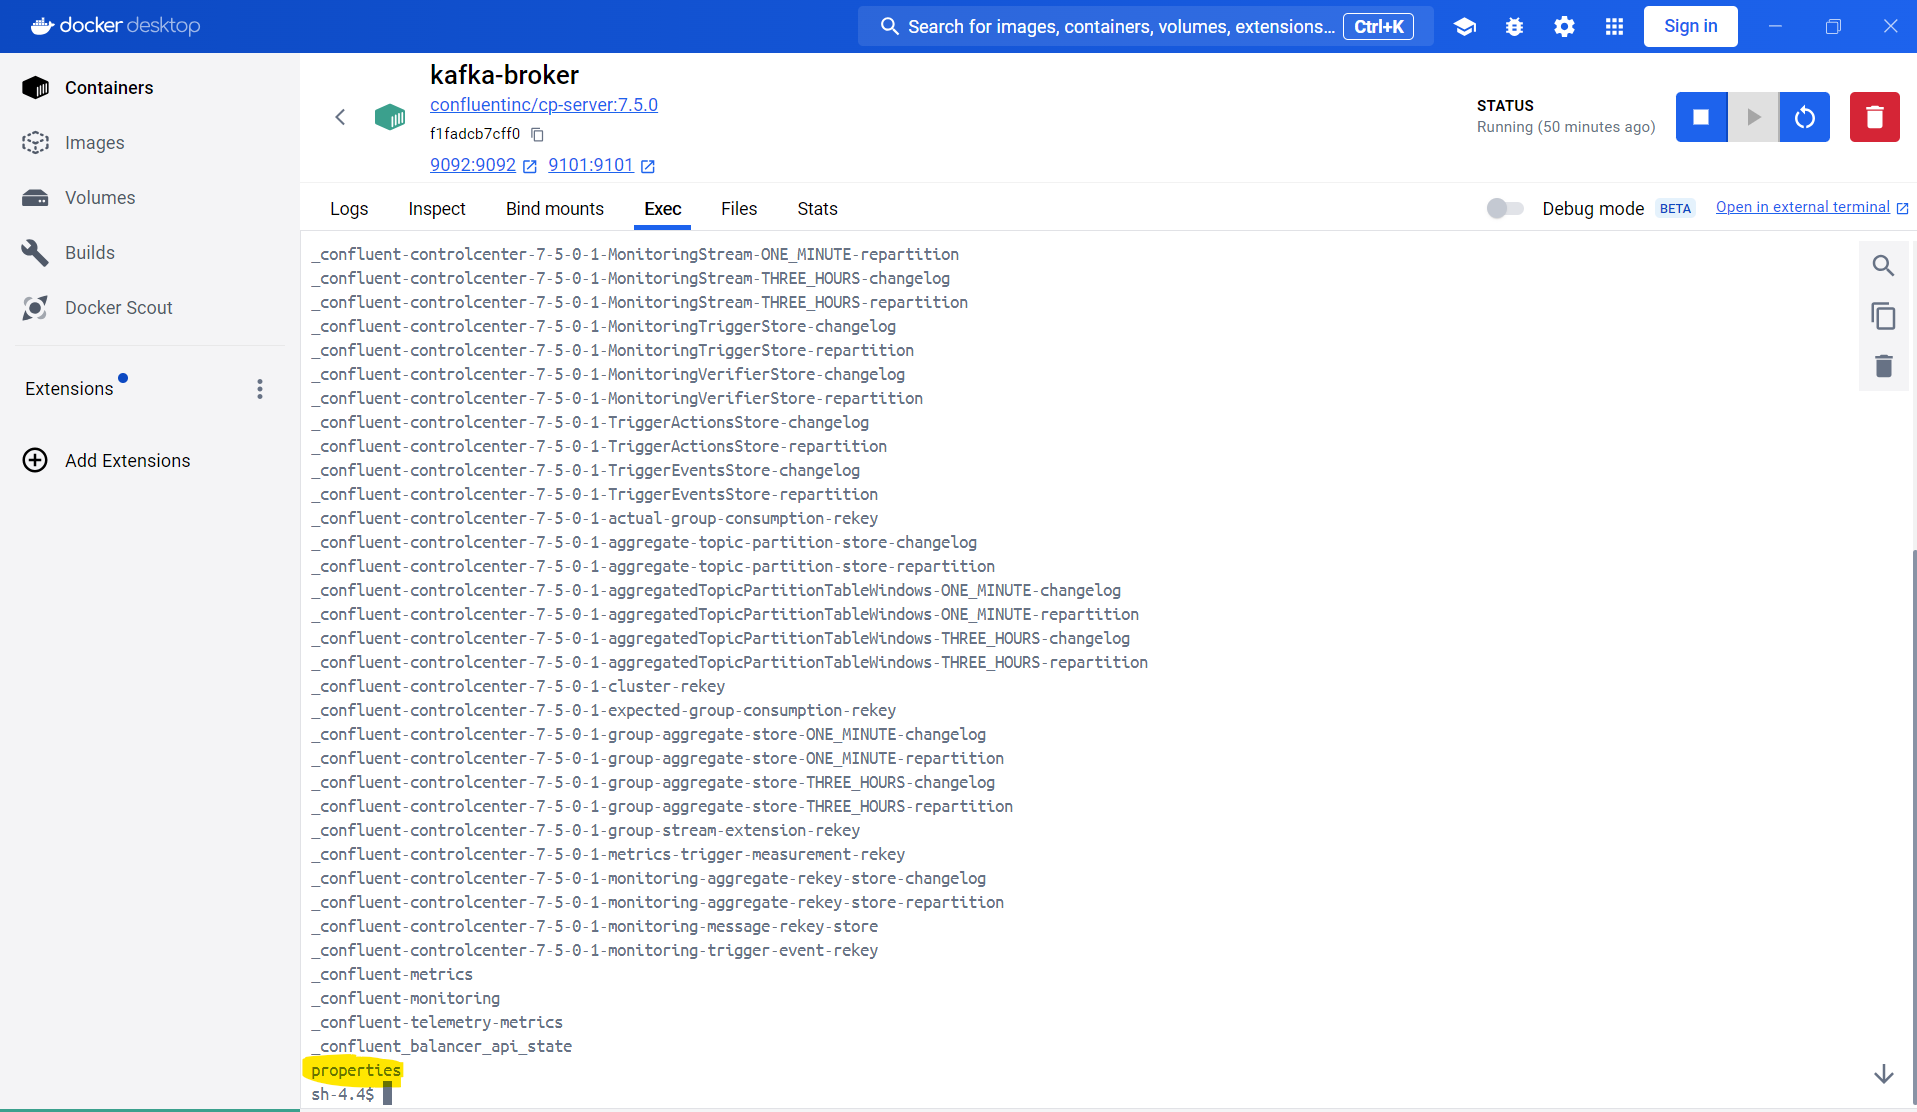 docker desktop
Search for images, containers, volumes, extensions... Ctrl+K
Sign in
Containers
Images
Volumes
Builds
Docker Scout
Extensions
Add Extensions
kafka-broker
confluentinc/cp-server:7.5.0
f1fadcb7cff0
9092:9092 9101:9101
STATUS
Running (50 minutes ago)
Logs Inspect Bind mounts Exec Files Stats
Debug mode BETA Open in external terminal
_confluent-controlcenter-7-5-0-1-MonitoringStream-ONE_MINUTE-repartition
_confluent-controlcenter-7-5-0-1-MonitoringStream-THREE_HOURS-changelog
_confluent-controlcenter-7-5-0-1-MonitoringStream-THREE_HOURS-repartition
_confluent-controlcenter-7-5-0-1-MonitoringTriggerStore-changelog
_confluent-controlcenter-7-5-0-1-MonitoringTriggerStore-repartition
_confluent-controlcenter-7-5-0-1-MonitoringVerifierStore-changelog
_confluent-controlcenter-7-5-0-1-MonitoringVerifierStore-repartition
_confluent-controlcenter-7-5-0-1-TriggerActionsStore-changelog
_confluent-controlcenter-7-5-0-1-TriggerActionsStore-repartition
_confluent-controlcenter-7-5-0-1-TriggerEventsStore-changelog
_confluent-controlcenter-7-5-0-1-TriggerEventsStore-repartition
_confluent-controlcenter-7-5-0-1-actual-group-consumption-rekey
_confluent-controlcenter-7-5-0-1-aggregate-topic-partition-store-changelog
_confluent-controlcenter-7-5-0-1-aggregate-topic-partition-store-repartition
_confluent-controlcenter-7-5-0-1-aggregatedTopicPartitionTableWindows-ONE_MINUTE-changelog
_confluent-controlcenter-7-5-0-1-aggregatedTopicPartitionTableWindows-ONE_MINUTE-repartition
_confluent-controlcenter-7-5-0-1-aggregatedTopicPartitionTableWindows-THREE_HOURS-changelog
_confluent-controlcenter-7-5-0-1-aggregatedTopicPartitionTableWindows-THREE_HOURS-repartition
_confluent-controlcenter-7-5-0-1-cluster-rekey
_confluent-controlcenter-7-5-0-1-expected-group-consumption-rekey
_confluent-controlcenter-7-5-0-1-group-aggregate-store-ONE_MINUTE-changelog
_confluent-controlcenter-7-5-0-1-group-aggregate-store-ONE_MINUTE-repartition
_confluent-controlcenter-7-5-0-1-group-aggregate-store-THREE_HOURS-changelog
_confluent-controlcenter-7-5-0-1-group-aggregate-store-THREE_HOURS-repartition
_confluent-controlcenter-7-5-0-1-group-stream-extension-rekey
_confluent-controlcenter-7-5-0-1-metrics-trigger-measurement-rekey
_confluent-controlcenter-7-5-0-1-monitoring-aggregate-rekey-store-changelog
_confluent-controlcenter-7-5-0-1-monitoring-aggregate-rekey-store-repartition
_confluent-controlcenter-7-5-0-1-monitoring-message-rekey-store
_confluent-controlcenter-7-5-0-1-monitoring-trigger-event-rekey
_confluent-metrics
_confluent-monitoring
_confluent-telemetry-metrics
_confluent_balancer_api_state
properties
sh-4.4$